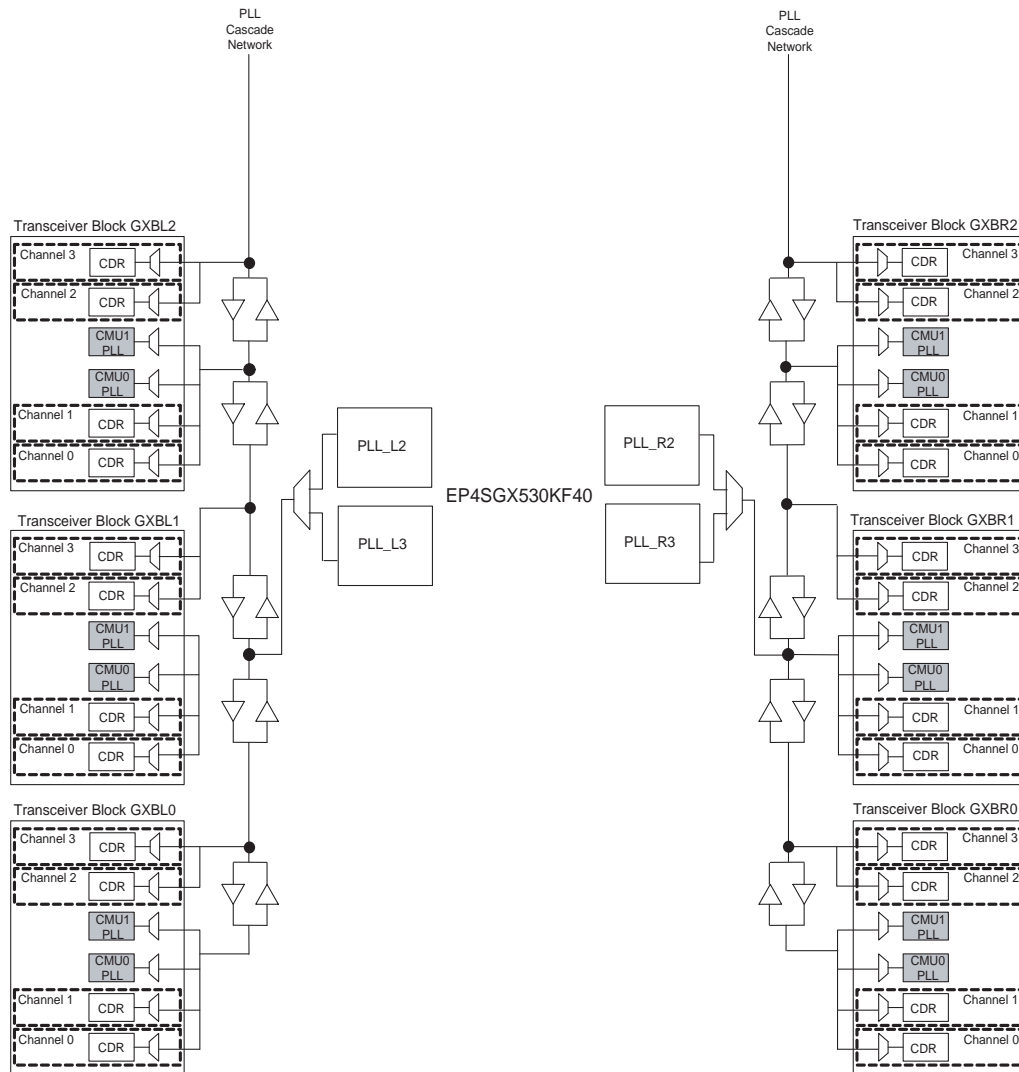 PLL
Cascade
Network
PLL
Cascade
Network
Transceiver Block GXBL2
Channel 3
CDR
Channel 2
CDR
CMU1
PLL
CMU0
PLL
Channel 1
CDR
Channel 0
CDR
Transceiver Block GXBL1
Channel 3
CDR
Channel 2
CDR
CMU1
PLL
CMU0
PLL
Channel 1
CDR
Channel 0
CDR
Transceiver Block GXBL0
Channel 3
CDR
Channel 2
CDR
CMU1
PLL
CMU0
PLL
Channel 1
CDR
Channel 0
CDR
PLL_L2
PLL_L3
EP4SGX530KF40
PLL_R2
PLL_R3
Transceiver Block GXBR2
Channel 3
CDR
Channel 2
CDR
CMU1
PLL
CMU0
PLL
Channel 1
CDR
Channel 0
CDR
Transceiver Block GXBR1
Channel 3
CDR
Channel 2
CDR
CMU1
PLL
CMU0
PLL
Channel 1
CDR
Channel 0
CDR
Transceiver Block GXBR0
Channel 3
CDR
Channel 2
CDR
CMU1
PLL
CMU0
PLL
Channel 1
CDR
Channel 0
CDR